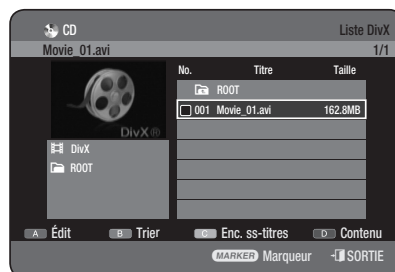 CD Liste DivX
Movie_01.avi 1/1
No. Titre Taille
ROOT
001 Movie_01.avi 162.8MB
DivX®
DivX
ROOT
A Édit B Trier C Enc. ss-titres D Contenu
MARKER Marqueur SORTIE